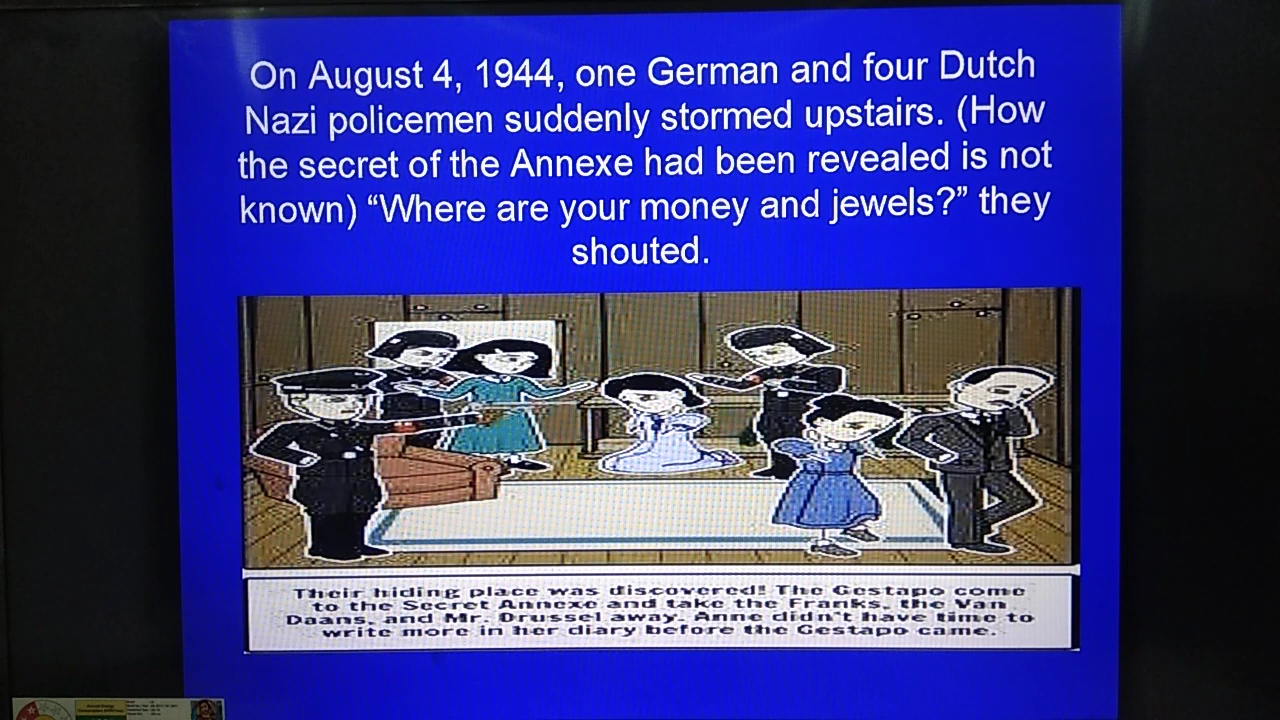 On August 4, 1944, one German and four Dutch
Nazi policemen suddenly stormed upstairs. (How
the secret of the Annexe had been revealed is not
known) “Where are your money and jewels?” they
shouted.
Their hiding place was discovered! The Gestapo come
to the Secret Annexe and take the Franks, the Van
Daans, and Mr. Drussel away. Anne didn't have time to
write more in her diary before the Gestapo came.